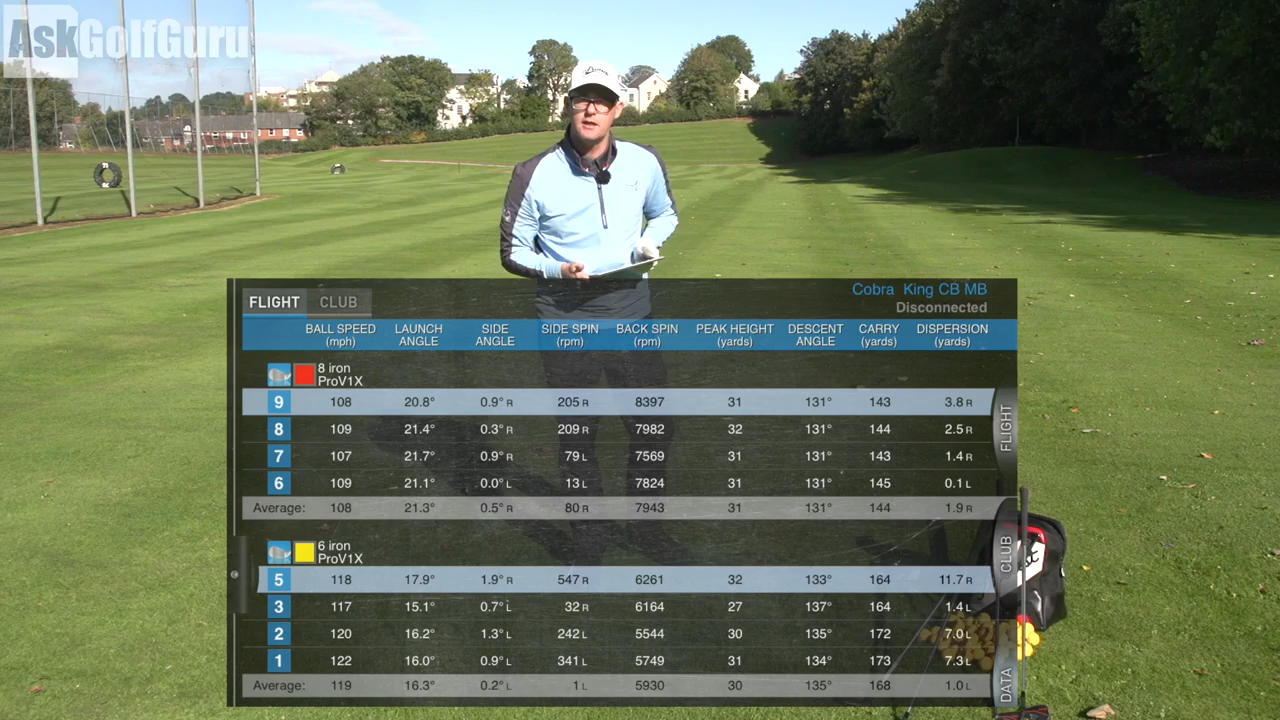 AskGolfGuru
FLIGHT CLUB
Cobra King CB MB
Disconnected
BALL SPEED (mph) LAUNCH ANGLE SIDE ANGLE SIDE SPIN (rpm) BACK SPIN (rpm) PEAK HEIGHT (yards) DESCENT ANGLE CARRY (yards) DISPERSION (yards)
8 iron
ProV1X
9 108 20.8° 0.9° R 205 R 8397 31 131° 143 3.8 R
8 109 21.4° 0.3° R 209 R 7982 32 131° 144 2.5 R
7 107 21.7° 0.9° R 79 L 7569 31 131° 143 1.4 R
6 109 21.1° 0.0° L 13 L 7824 31 131° 145 0.1 L
Average: 108 21.3° 0.5° R 80 R 7943 31 131° 144 1.9 R
6 iron
ProV1X
5 118 17.9° 1.9° R 547 R 6261 32 133° 164 11.7 R
3 117 15.1° 0.7° L 32 R 6164 27 137° 164 1.4 L
2 120 16.2° 1.3° L 242 L 5544 30 135° 172 7.0 L
1 122 16.0° 0.9° L 341 L 5749 31 134° 173 7.3 L
Average: 119 16.3° 0.2° L 1 L 5930 30 135° 168 1.0 L
FLIGHT
CLUB
DATA